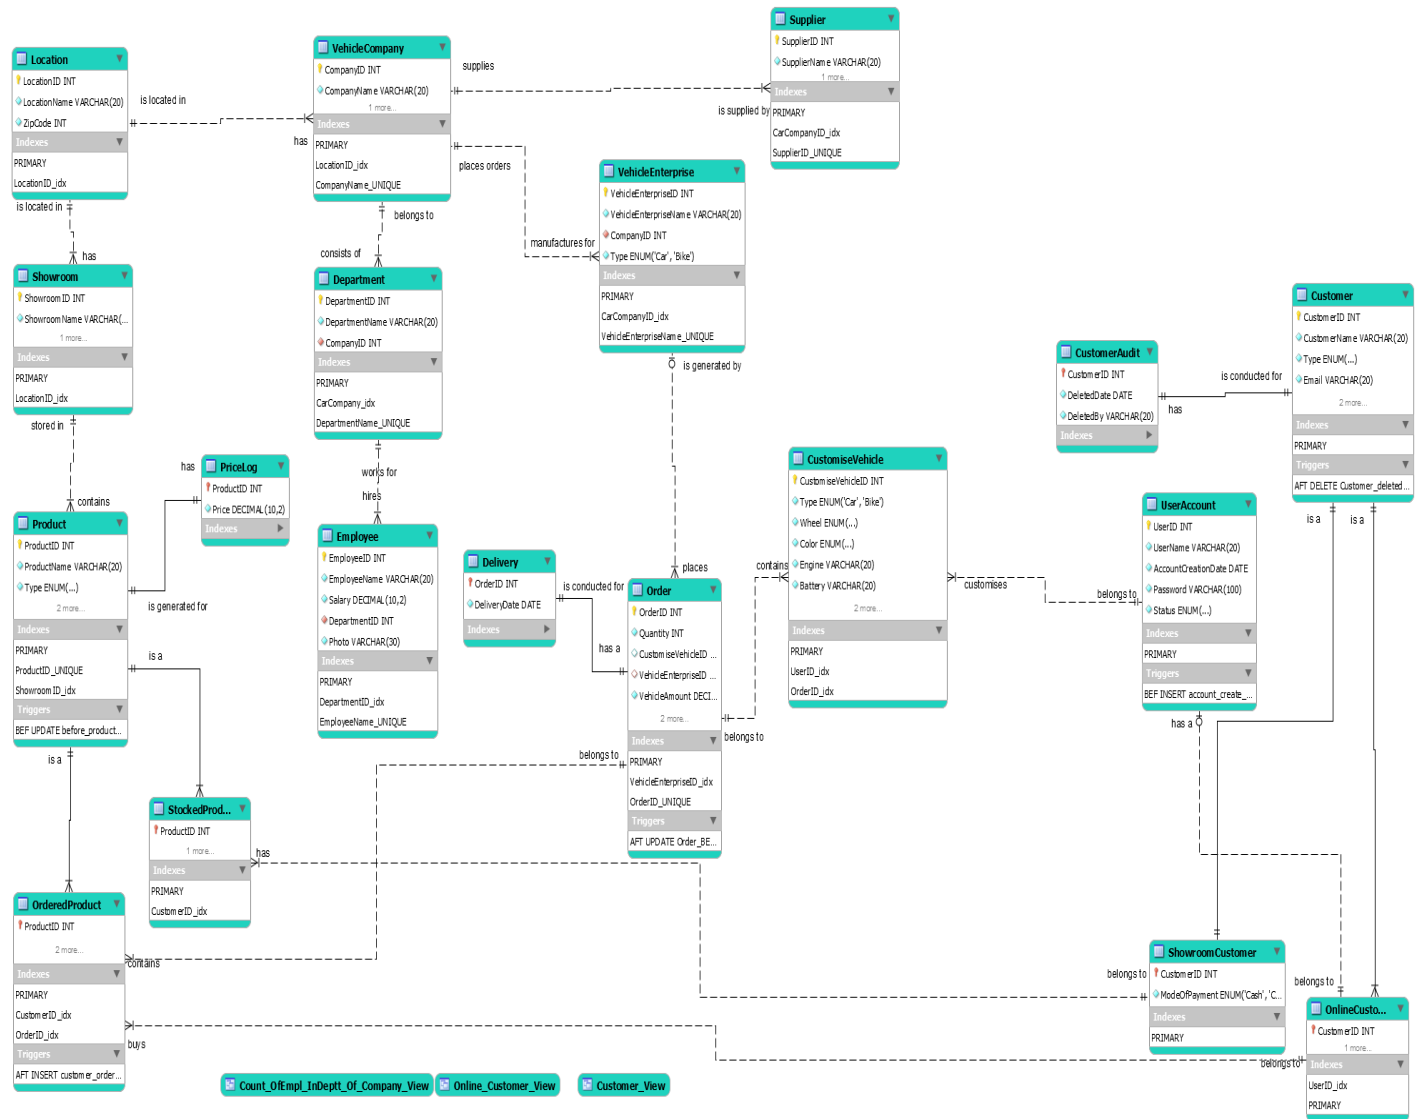 Supplier
SupplierID INT
SupplierName VARCHAR(20)
1 more...
Indexes
PRIMARY
CarCompanyID_idx
SupplierID_UNIQUE
VehicleCompany
CompanyID INT
CompanyName VARCHAR(20)
1 more...
Indexes
PRIMARY
LocationID_idx
CompanyName_UNIQUE
Location
LocationID INT
LocationName VARCHAR(20)
ZipCode INT
Indexes
PRIMARY
LocationID_idx
is located in
has
supplies
is supplied by
places orders
manufactures for
belongs to
consists of
is located in
has
VehicleEnterprise
VehicleEnterpriseID INT
VehicleEnterpriseName VARCHAR(20)
CompanyID INT
Type ENUM('Car', 'Bike')
Indexes
PRIMARY
CarCompanyID_idx
VehicleEnterpriseName_UNIQUE
is generated by
places
Showroom
ShowroomID INT
ShowroomName VARCHAR(...
1 more...
Indexes
PRIMARY
LocationID_idx
stored in
contains
Department
DepartmentID INT
DepartmentName VARCHAR(20)
CompanyID INT
Indexes
PRIMARY
CarCompany_idx
DepartmentName_UNIQUE
works for
hires
Customer
CustomerID INT
CustomerName VARCHAR(20)
Type ENUM(...)
Email VARCHAR(20)
2 more...
Indexes
PRIMARY
Triggers
AFT DELETE Customer_deleted...
is a
is a
CustomerAudit
CustomerID INT
DeletedDate DATE
DeletedBy VARCHAR(20)
Indexes
is conducted for
has
PriceLog
ProductID INT
Price DECIMAL(10,2)
Indexes
has
is generated for
Product
ProductID INT
ProductName VARCHAR(20)
Type ENUM(...)
2 more...
Indexes
PRIMARY
ProductID_UNIQUE
ShowroomID_idx
Triggers
BEF UPDATE before_product...
is a
is a
Employee
EmployeeID INT
EmployeeName VARCHAR(20)
Salary DECIMAL(10,2)
DepartmentID INT
Photo VARCHAR(30)
Indexes
PRIMARY
DepartmentID_idx
EmployeeName_UNIQUE
Delivery
OrderID INT
DeliveryDate DATE
Indexes
is conducted for
has a
Order
OrderID INT
Quantity INT
CustomiseVehicleID ...
VehicleEnterpriseID ...
VehicleAmount DECI...
2 more...
Indexes
PRIMARY
VehicleEnterpriseID_idx
OrderID_UNIQUE
Triggers
AFT UPDATE Order_BE...
contains
belongs to
belongs to
CustomiseVehicle
CustomiseVehicleID INT
Type ENUM('Car', 'Bike')
Wheel ENUM(...)
Color ENUM(...)
Engine VARCHAR(20)
Battery VARCHAR(20)
2 more...
Indexes
PRIMARY
UserID_idx
OrderID_idx
customises
belongs to
UserAccount
UserID INT
UserName VARCHAR(20)
AccountCreationDate DATE
Password VARCHAR(100)
Status ENUM(...)
Indexes
PRIMARY
Triggers
BEF INSERT account_create_...
has a
StockedProd...
ProductID INT
1 more...
Indexes
PRIMARY
CustomerID_idx
has
OrderedProduct
ProductID INT
2 more...
Indexes
PRIMARY
CustomerID_idx
OrderID_idx
Triggers
AFT INSERT customer_order...
contains
buys
ShowroomCustomer
CustomerID INT
ModeOfPayment ENUM('Cash', 'C...
Indexes
PRIMARY
belongs to
belongs to
belongs to
OnlineCusto...
CustomerID INT
1 more...
Indexes
UserID_idx
PRIMARY
Count_OfEmpl_InDeptt_Of_Company_View
Online_Customer_View
Customer_View